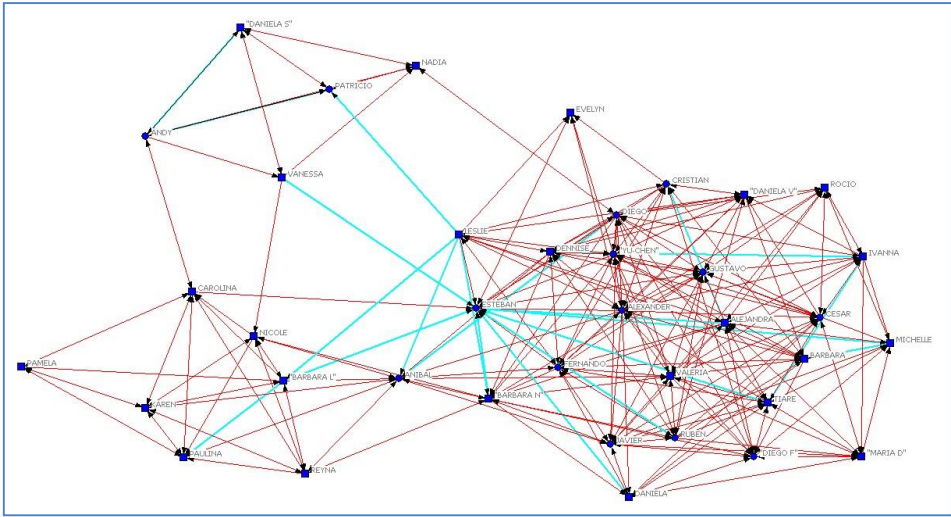 "DANIELA S"
NADIA
PATRICIO
EVELYN
ANDY
VANESSA
CRISTIAN
"DANIELA V"
ROCIO
DIEGO
LESLIE
DENNISE
"YU-CHEN"
IVANNA
GUSTAVO
CAROLINA
ESTEBAN
ALEXANDER
ALEJANDRA
CESAR
NICOLE
MICHELLE
BARBARA
PAMELA
FERNANDO
"BARBARA L"
ANIBAL
VALERIA
"BARBARA N"
TIARE
KAREN
RUBEN
JAVIER
PAULINA
"DIEGO F"
"MARIA D"
REYNA
DANIELA